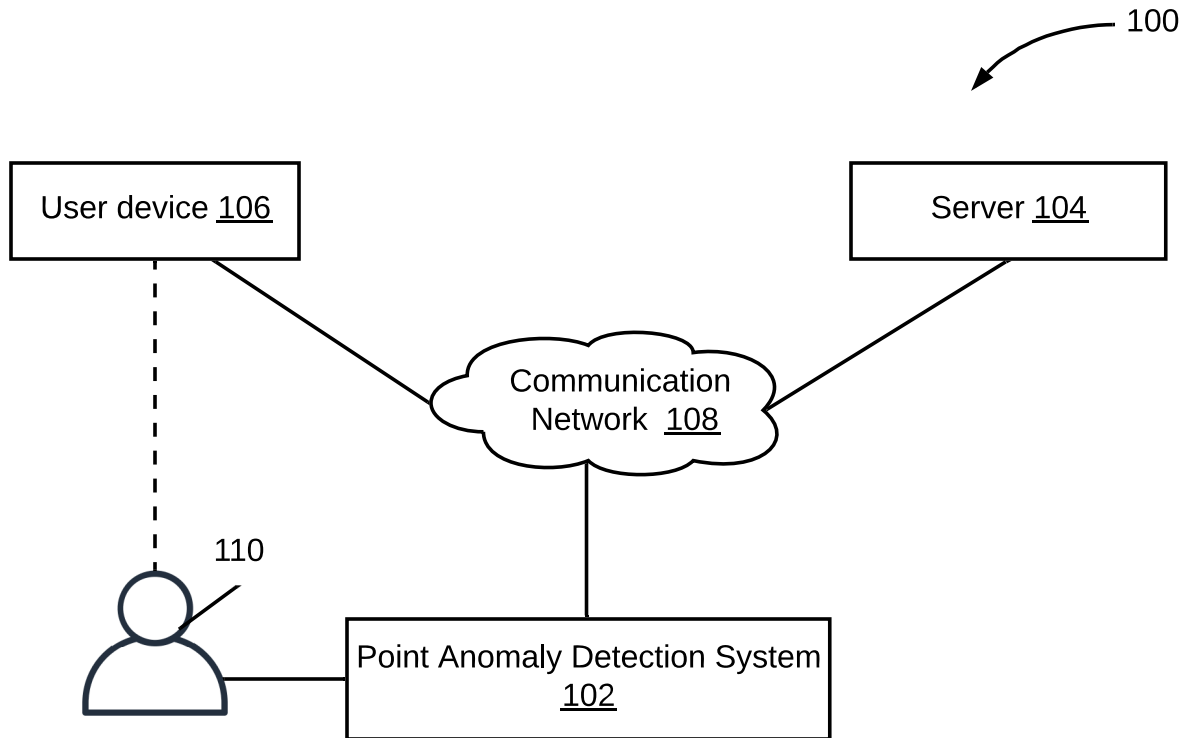 100
User device 106
Server 104
Communication
Network 108
110
Point Anomaly Detection System
102